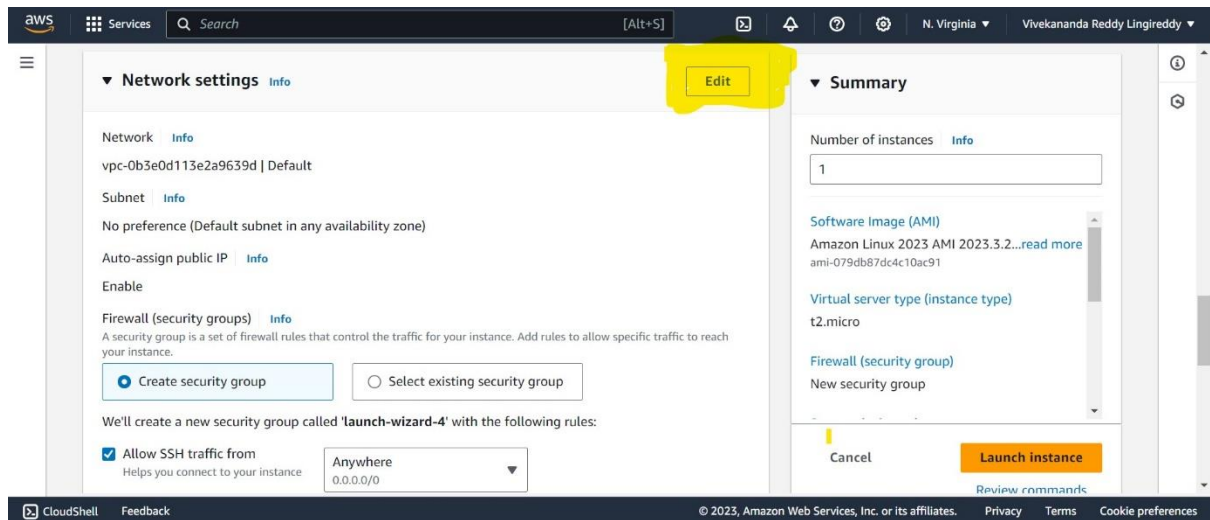 aws Services Search [Alt+S] N. Virginia Vivekananda Reddy Lingireddy
Network settings Info
Edit
Network Info
vpc-0b3e0d113e2a9639d | Default
Subnet Info
No preference (Default subnet in any availability zone)
Auto-assign public IP Info
Enable
Firewall (security groups) Info
A security group is a set of firewall rules that control the traffic for your instance. Add rules to allow specific traffic to reach
your instance.
Create security group
Select existing security group
We'll create a new security group called 'launch-wizard-4' with the following rules:
Allow SSH traffic from
Helps you connect to your instance
Anywhere
0.0.0.0/0
Summary
Number of instances Info
1
Software Image (AMI)
Amazon Linux 2023 AMI 2023.3.2...read more
ami-079db87dc4c10ac91
Virtual server type (instance type)
t2.micro
Firewall (security group)
New security group
Cancel
Launch instance
Review commands
CloudShell Feedback © 2023, Amazon Web Services, Inc. or its affiliates. Privacy Terms Cookie preferences